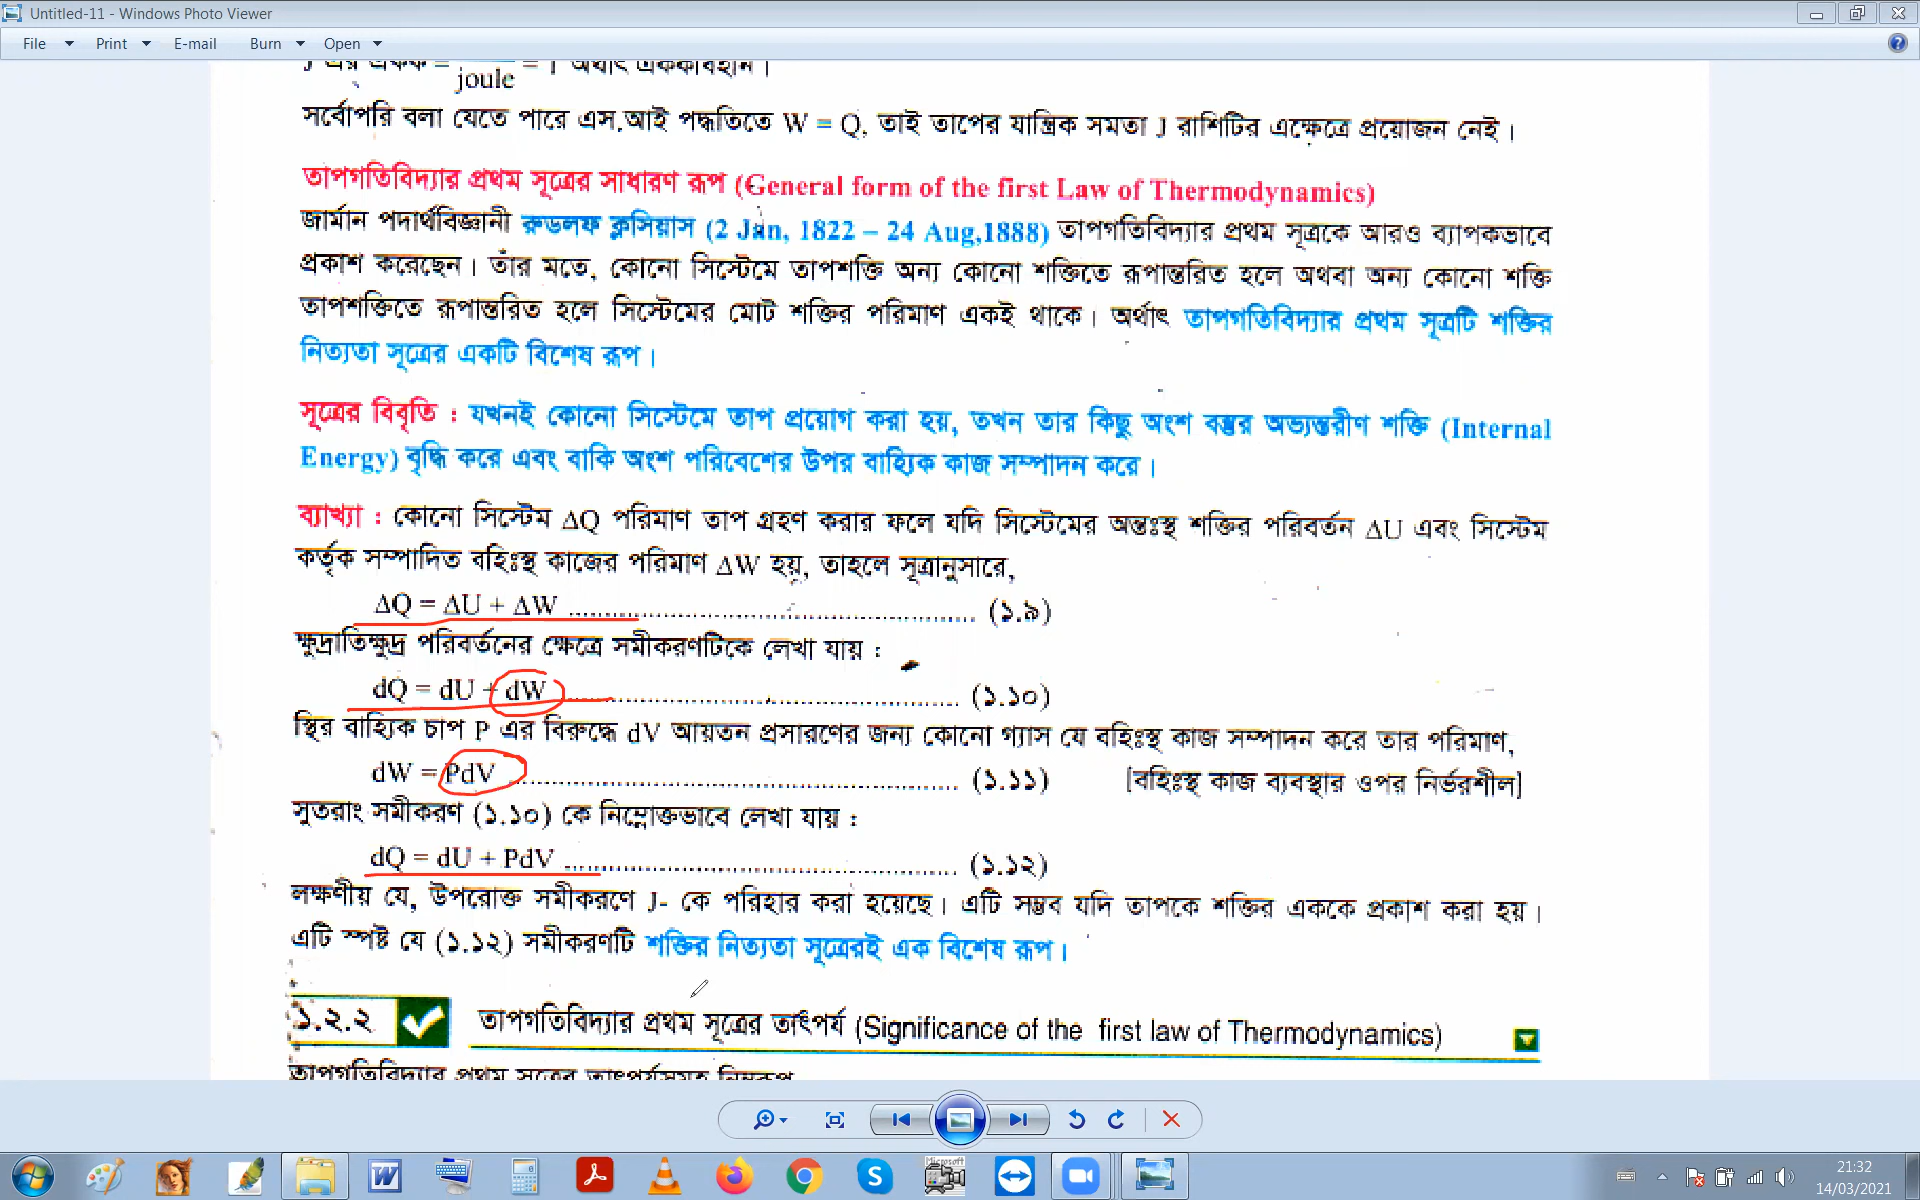 Untitled-11 - Windows Photo Viewer
File Print E-mail Burn Open
J এর একক = joule = 1 অর্থাৎ এককবিহীন।
সর্বোপরি বলা যেতে পারে এস.আই পদ্ধতিতে W = Q, তাই তাপের যান্ত্রিক সমতা J রাশিটির এক্ষেত্রে প্রয়োজন নেই।
তাপগতিবিদ্যার প্রথম সূত্রের সাধারণ রূপ (General form of the first Law of Thermodynamics)
জার্মান পদার্থবিজ্ঞানী রুডলফ ক্লসিয়াস (2 Jan, 1822 – 24 Aug,1888) তাপগতিবিদ্যার প্রথম সূত্রকে আরও ব্যাপকভাবে
প্রকাশ করেছেন। তাঁর মতে, কোনো সিস্টেমে তাপশক্তি অন্য কোনো শক্তিতে রূপান্তরিত হলে অথবা অন্য কোনো শক্তি
তাপশক্তিতে রূপান্তরিত হলে সিস্টেমের মোট শক্তির পরিমাণ একই থাকে। অর্থাৎ তাপগতিবিদ্যার প্রথম সূত্রটি শক্তির
নিত্যতা সূত্রের একটি বিশেষ রূপ।
সূত্রের বিবৃতি : যখনই কোনো সিস্টেমে তাপ প্রয়োগ করা হয়, তখন তার কিছু অংশ বস্তুর অভ্যন্তরীণ শক্তি (Internal
Energy) বৃদ্ধি করে এবং বাকি অংশ পরিবেশের উপর বাহ্যিক কাজ সম্পাদন করে।
ব্যাখ্যা : কোনো সিস্টেম ΔQ পরিমাণ তাপ গ্রহণ করার ফলে যদি সিস্টেমের অন্তঃস্থ শক্তির পরিবর্তন ΔU এবং সিস্টেম
কর্তৃক সম্পাদিত বহিঃস্থ কাজের পরিমাণ ΔW হয়, তাহলে সূত্রানুসারে,
ΔQ = ΔU + ΔW ............ (১.৯)
ক্ষুদ্রাতিক্ষুদ্র পরিবর্তনের ক্ষেত্রে সমীকরণটিকে লেখা যায় :
dQ = dU + dW ............ (১.১০)
স্থির বাহ্যিক চাপ P এর বিরুদ্ধে dV আয়তন প্রসারণের জন্য কোনো গ্যাস যে বহিঃস্থ কাজ সম্পাদন করে তার পরিমাণ,
dW = PdV ............ (১.১১) [বহিঃস্থ কাজ ব্যবস্থার ওপর নির্ভরশীল]
সুতরাং সমীকরণ (১.১০) কে নিম্নোক্তভাবে লেখা যায় :
dQ = dU + PdV ............ (১.১২)
লক্ষণীয় যে, উপরোক্ত সমীকরণে J- কে পরিহার করা হয়েছে। এটি সম্ভব যদি তাপকে শক্তির এককে প্রকাশ করা হয়।
এটি স্পষ্ট যে (১.১২) সমীকরণটি শক্তির নিত্যতা সূত্রেরই এক বিশেষ রূপ।
১.২.২ তাপগতিবিদ্যার প্রথম সূত্রের তাৎপর্য (Significance of the first law of Thermodynamics)
তাপগতিবিদ্যার প্রথম সূত্রের তাৎপর্যসমূহ নিম্নরূপ
21:32
14/03/2021